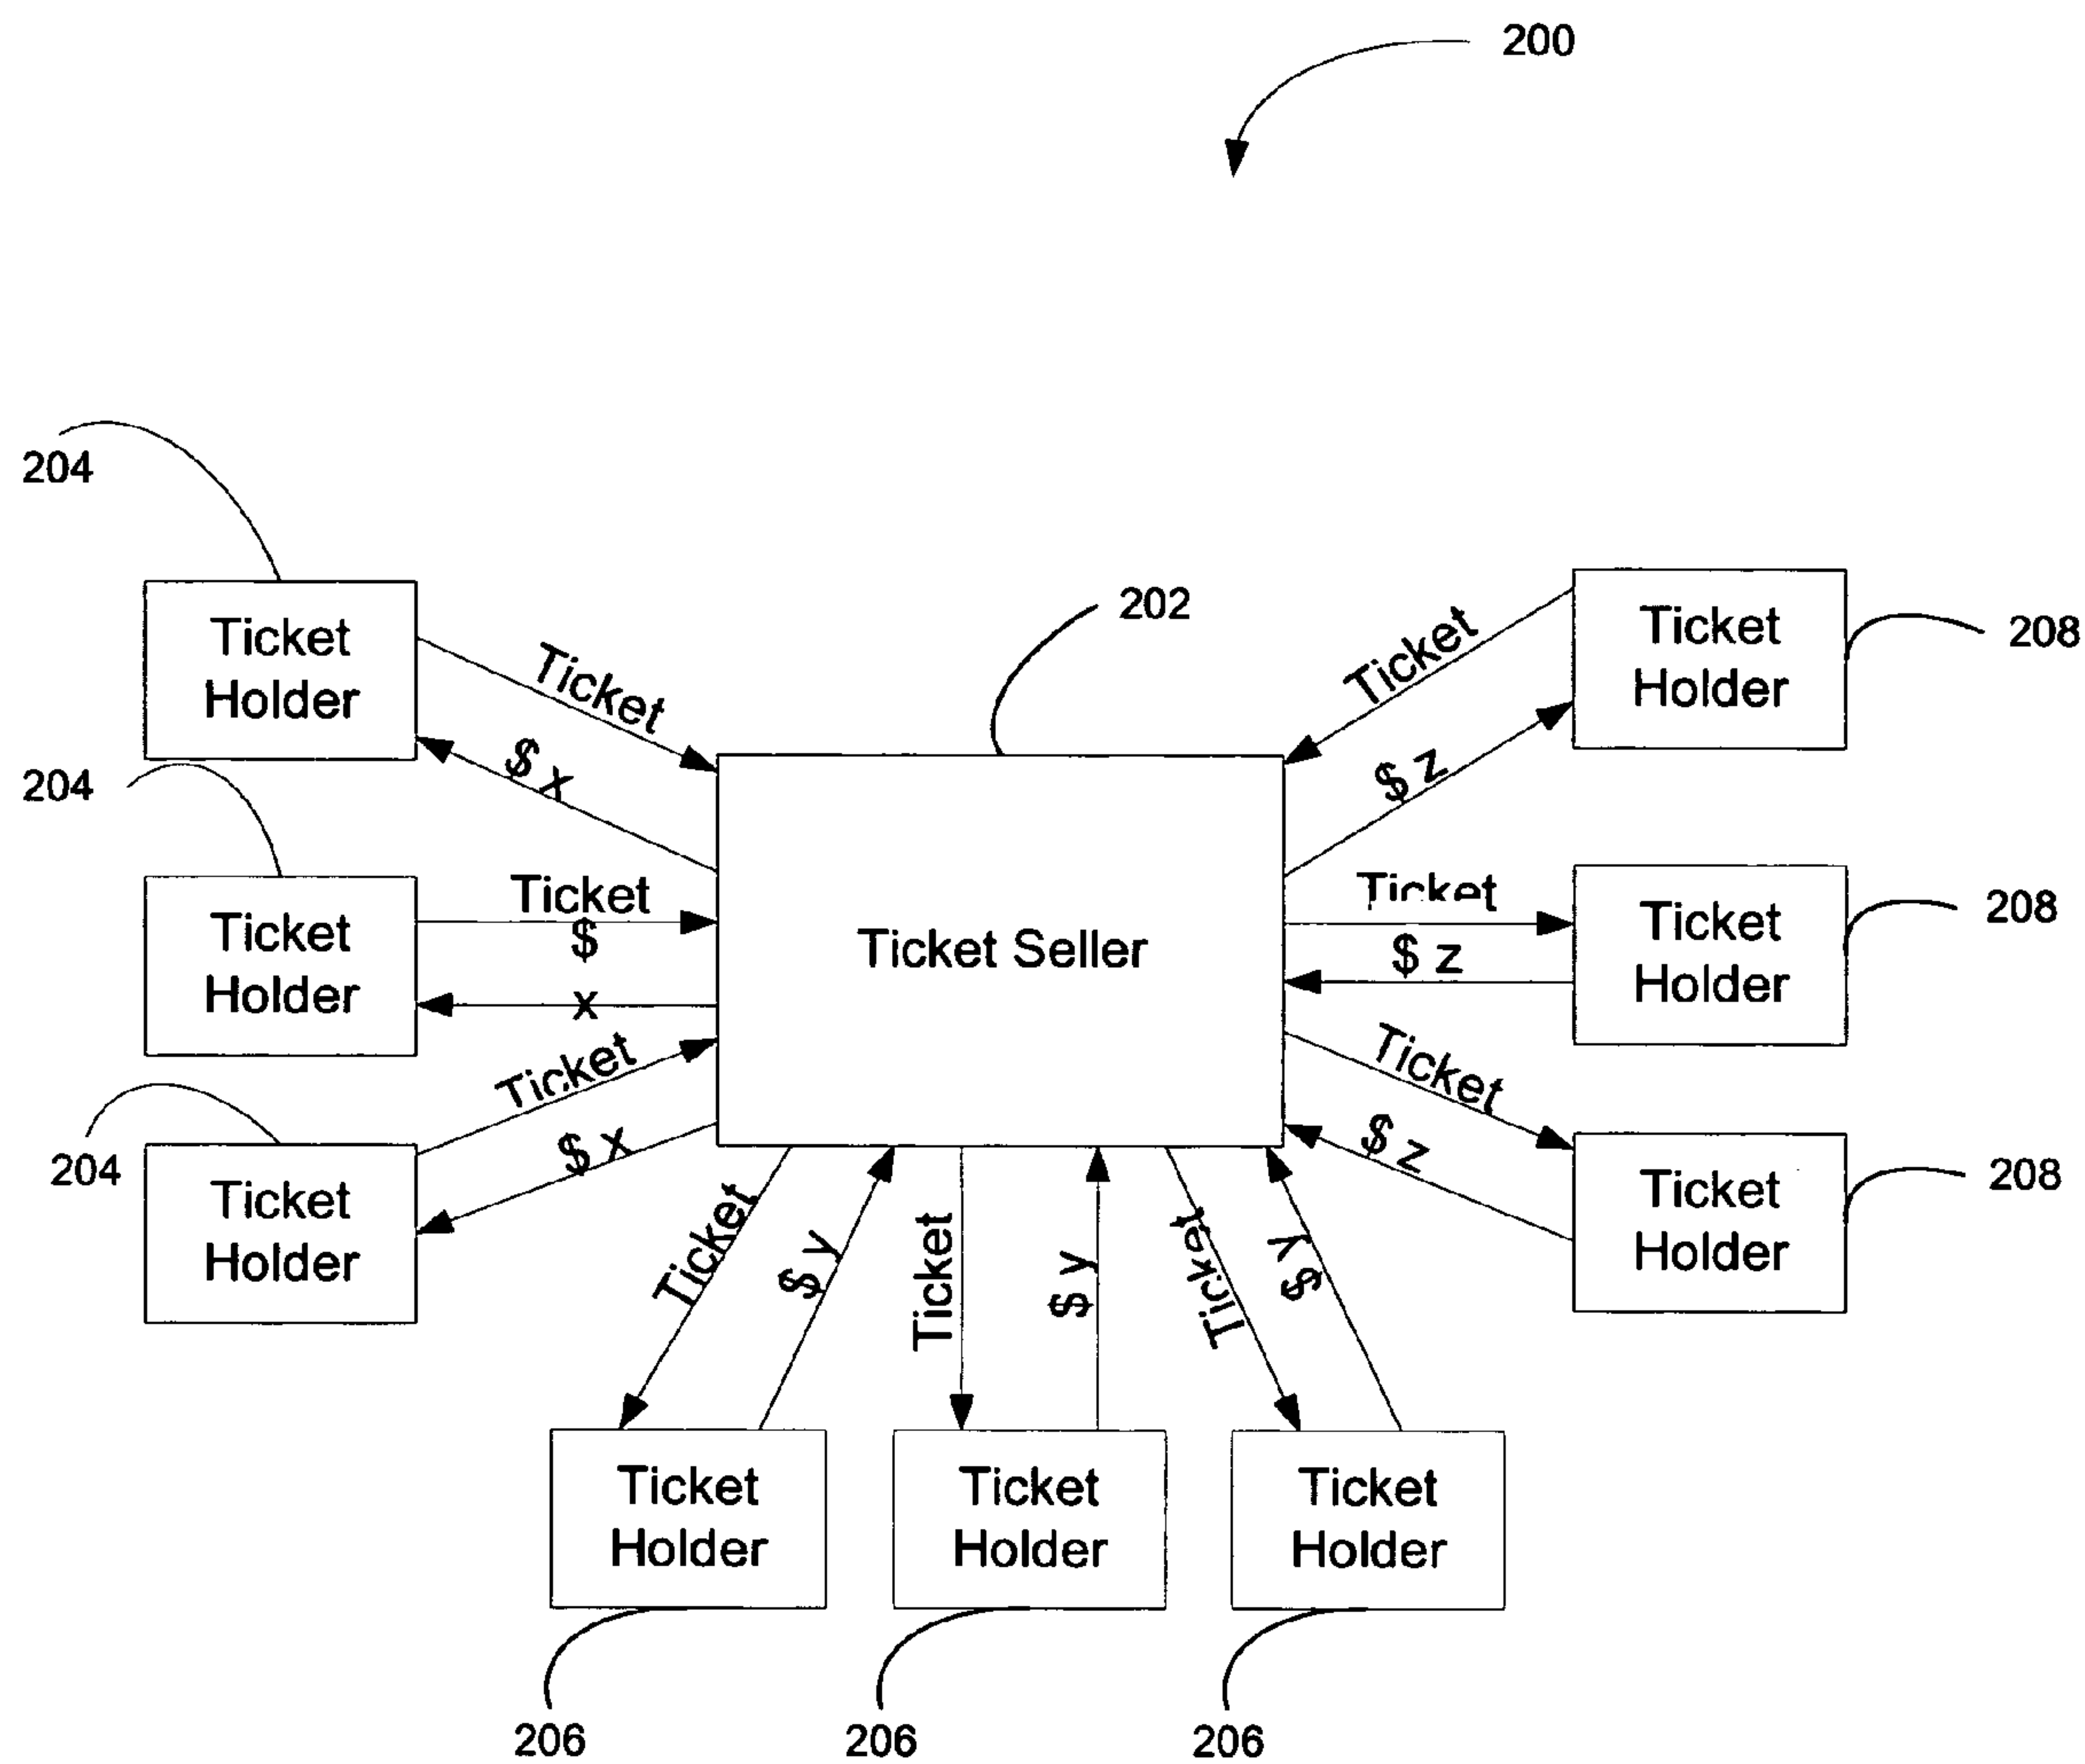 200
204
202
Ticket
Holder
Ticket
Holder
208
Ticket
Ticket
$ x
$ z
204
Ticket
Holder
Ticket
$
x
Ticket Seller
Ticket
$ z
Ticket
Holder
208
204
Ticket
Holder
Ticket
$ x
Ticket
$ z
Ticket
Holder
208
Ticket
$ y
Ticket
$ y
Ticket
$ y
Ticket
Holder
Ticket
Holder
Ticket
Holder
206
206
206